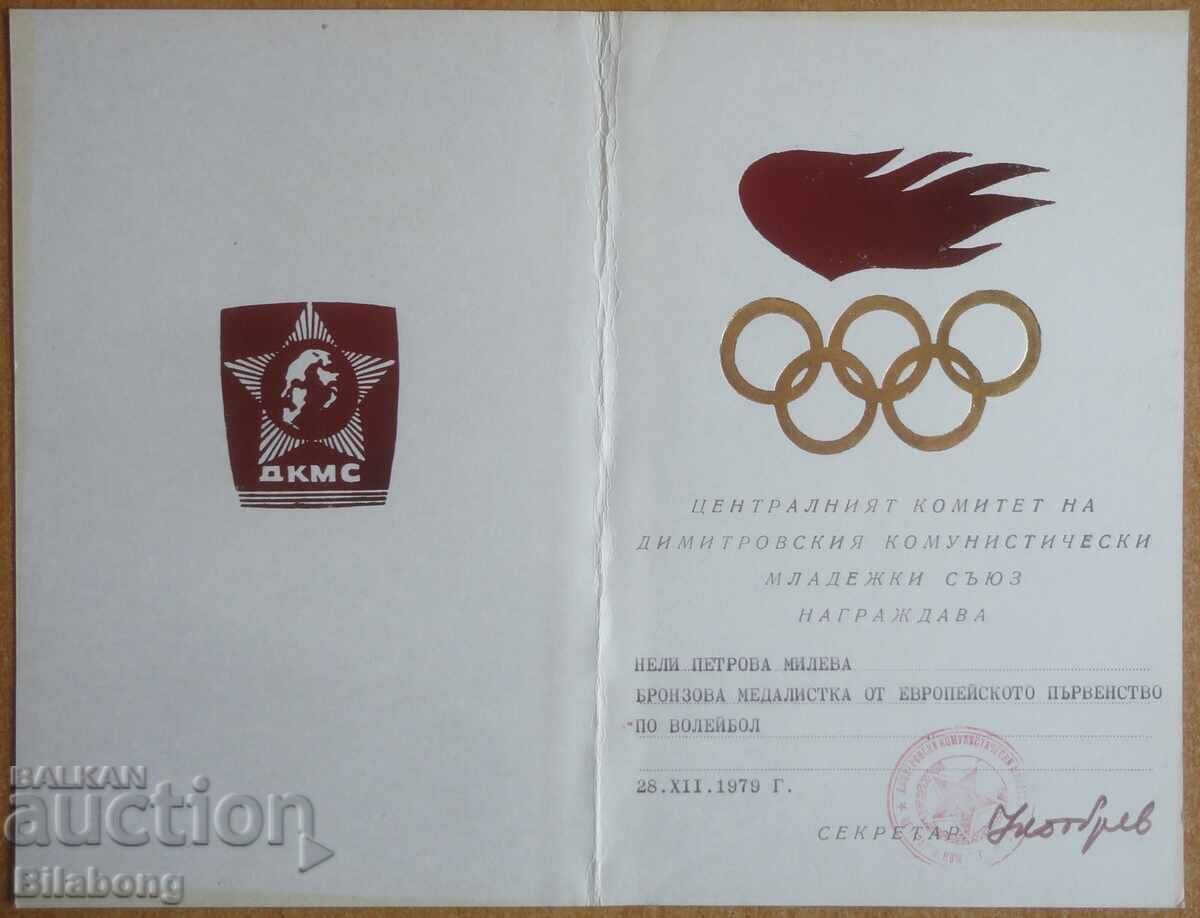 ДКМС
ЦЕНТРАЛНИЯТ КОМИТЕТ НА
ДИМИТРОВСКИЯ КОМУНИСТИЧЕСКИ
МЛАДЕЖКИ СЪЮЗ
НАГРАЖДАВА
НЕЛИ ПЕТРОВА МИЛЕВА
БРОНЗОВА МЕДАЛИСТКА ОТ ЕВРОПЕЙСКОТО ПЪРВЕНСТВО
ПО ВОЛЕЙБОЛ
28.XII.1979 Г.
СЕКРЕТАР
BALKAN
auction
Bilabong